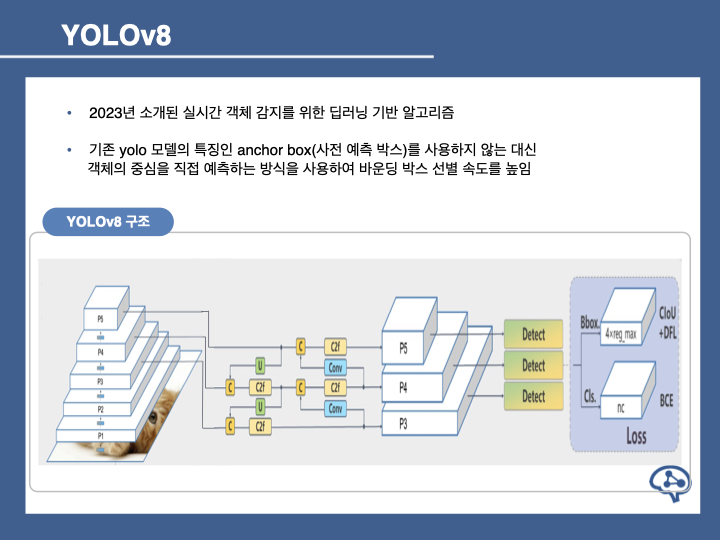 YOLOv8
• 2023년 소개된 실시간 객체 감지를 위한 딥러닝 기반 알고리즘
• 기존 yolo 모델의 특징인 anchor box(사전 예측 박스)를 사용하지 않는 대신
객체의 중심을 직접 예측하는 방식을 사용하여 바운딩 박스 선별 속도를 높임
YOLOv8 구조
P5
P4
P3
P2
P1
C
C2f
U
Conv
C
C2f
C
C2f
U
Conv
C
C2f
P5
P4
P3
Detect
Detect
Detect
Bbox.
4×reg_max
CIoU
+DFL
Cls.
nc
BCE
Loss